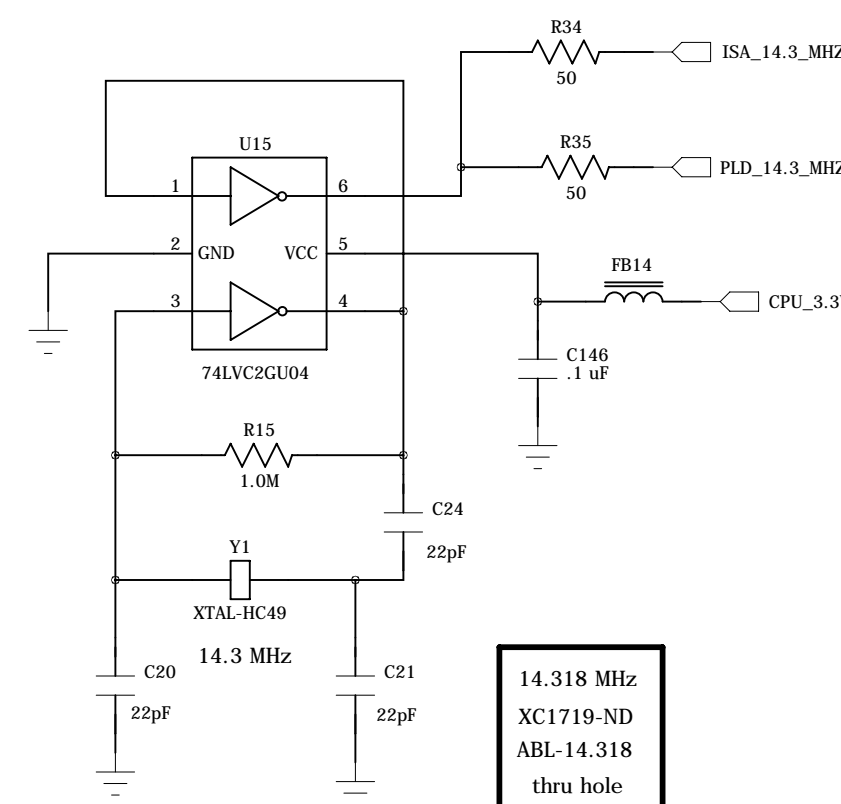 R34
50
ISA_14.3_MHZ
R35
50
PLD_14.3_MHZ
U15
1
6
2
GND
VCC
5
3
4
74LVC2GU04
FB14
CPU_3.3
C146
.1 uF
R15
1.0M
C24
22pF
Y1
XTAL-HC49
14.3 MHz
C20
22pF
C21
22pF
14.318 MHz
XC1719-ND
ABL-14.318
thru hole